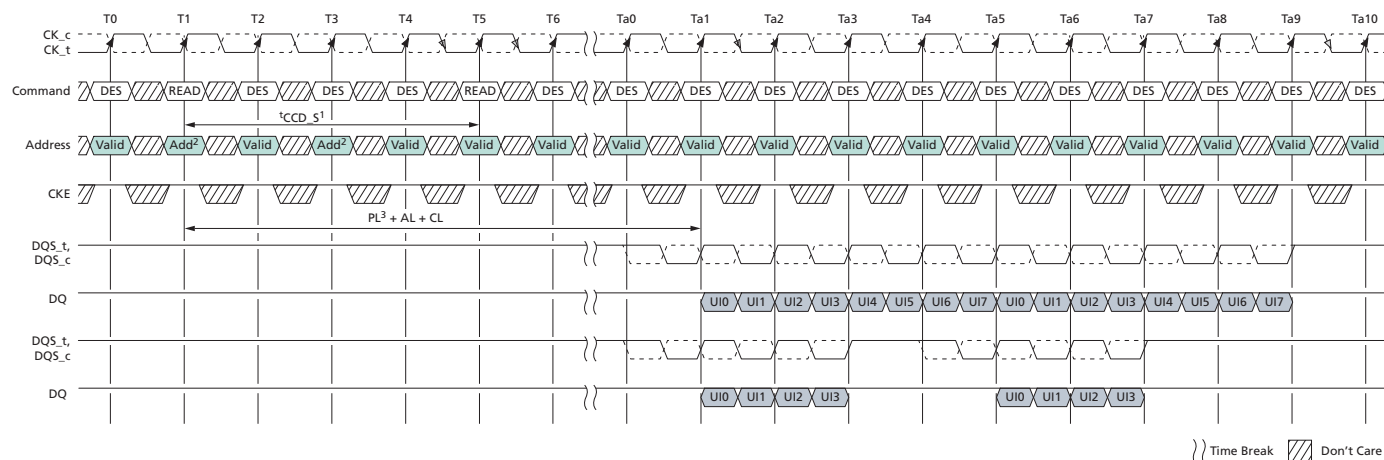 T0 T1 T2 T3 T4 T5 T6 Ta0 Ta1 Ta2 Ta3 Ta4 Ta5 Ta6 Ta7 Ta8 Ta9 Ta10
CK_c
CK_t
Command DES READ DES DES DES READ DES DES DES DES DES DES DES DES DES DES DES DES
tCCD_S1
Address Valid Add2 Valid Add2 Valid Valid Valid Valid Valid Valid Valid Valid Valid Valid Valid Valid Valid Valid
CKE
PL3 + AL + CL
DQS_t,
DQS_c
DQ UI0 UI1 UI2 UI3 UI4 UI5 UI6 UI7 UI0 UI1 UI2 UI3 UI4 UI5 UI6 UI7
DQS_t,
DQS_c
DQ UI0 UI1 UI2 UI3 UI0 UI1 UI2 UI3
Time Break Don't Care